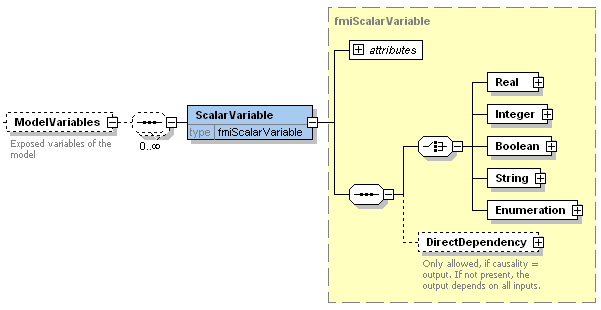 fmiScalarVariable
attributes
ModelVariables
Exposed variables of the
model
0..∞
ScalarVariable
type fmiScalarVariable
Real
Integer
Boolean
String
Enumeration
DirectDependency
Only allowed, if causality =
output. If not present, the
output depends on all inputs.